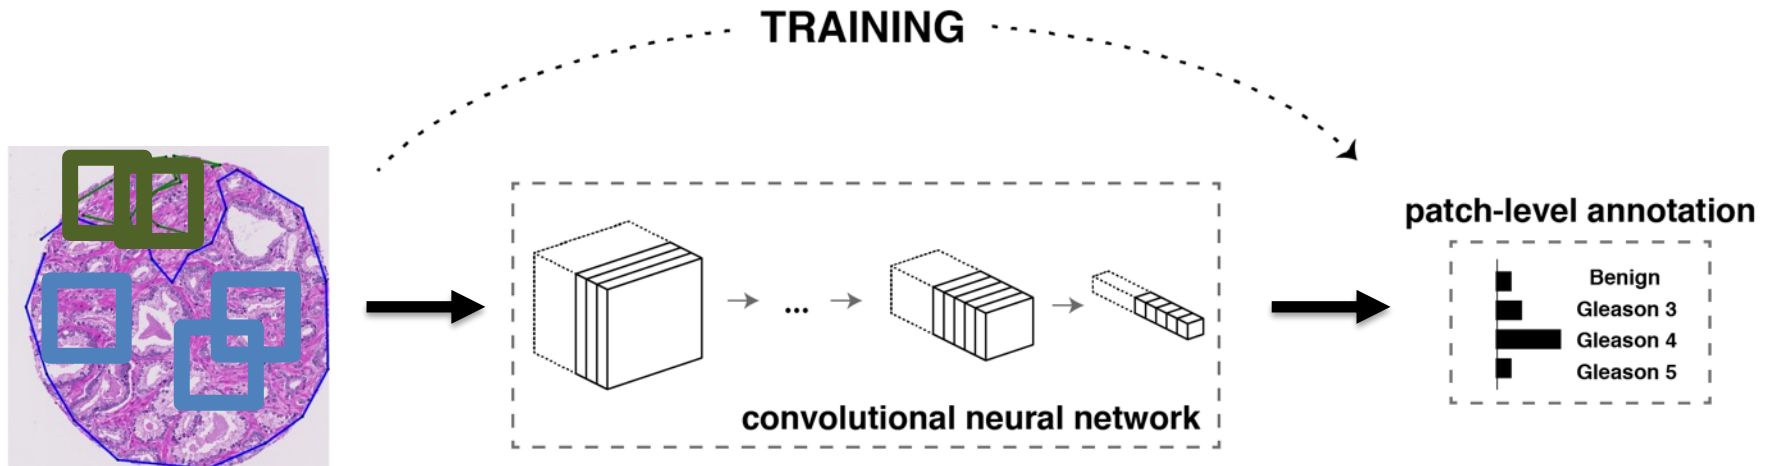 TRAINING
patch-level annotation
Benign
Gleason 3
Gleason 4
Gleason 5
...
convolutional neural network